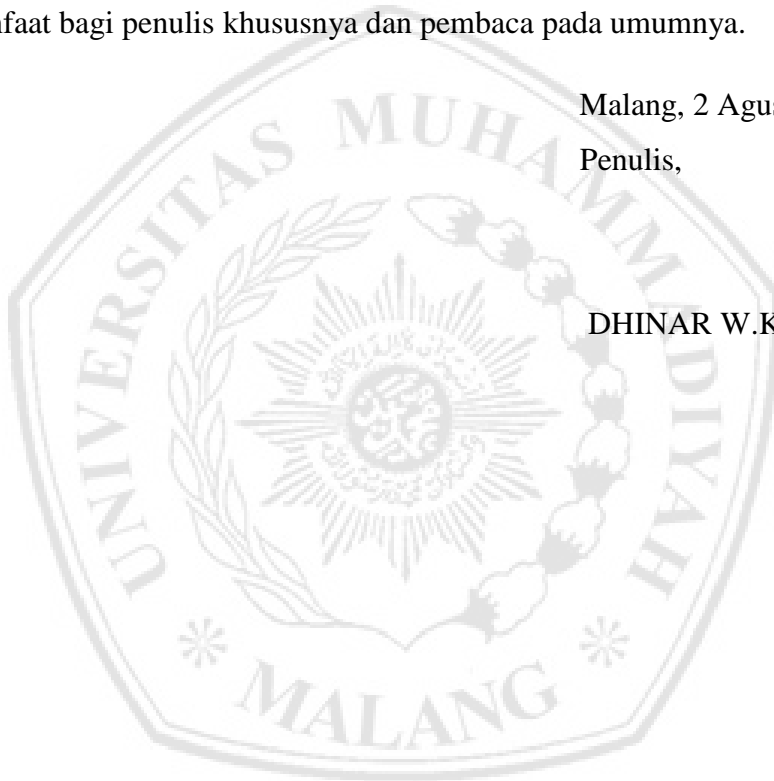 nfaat bagi penulis khususnya dan pembaca pada umumnya.
Malang, 2 Agus
Penulis,
DHINAR W.K
UNIVERSITAS MUHAMMADIYAH
MALANG